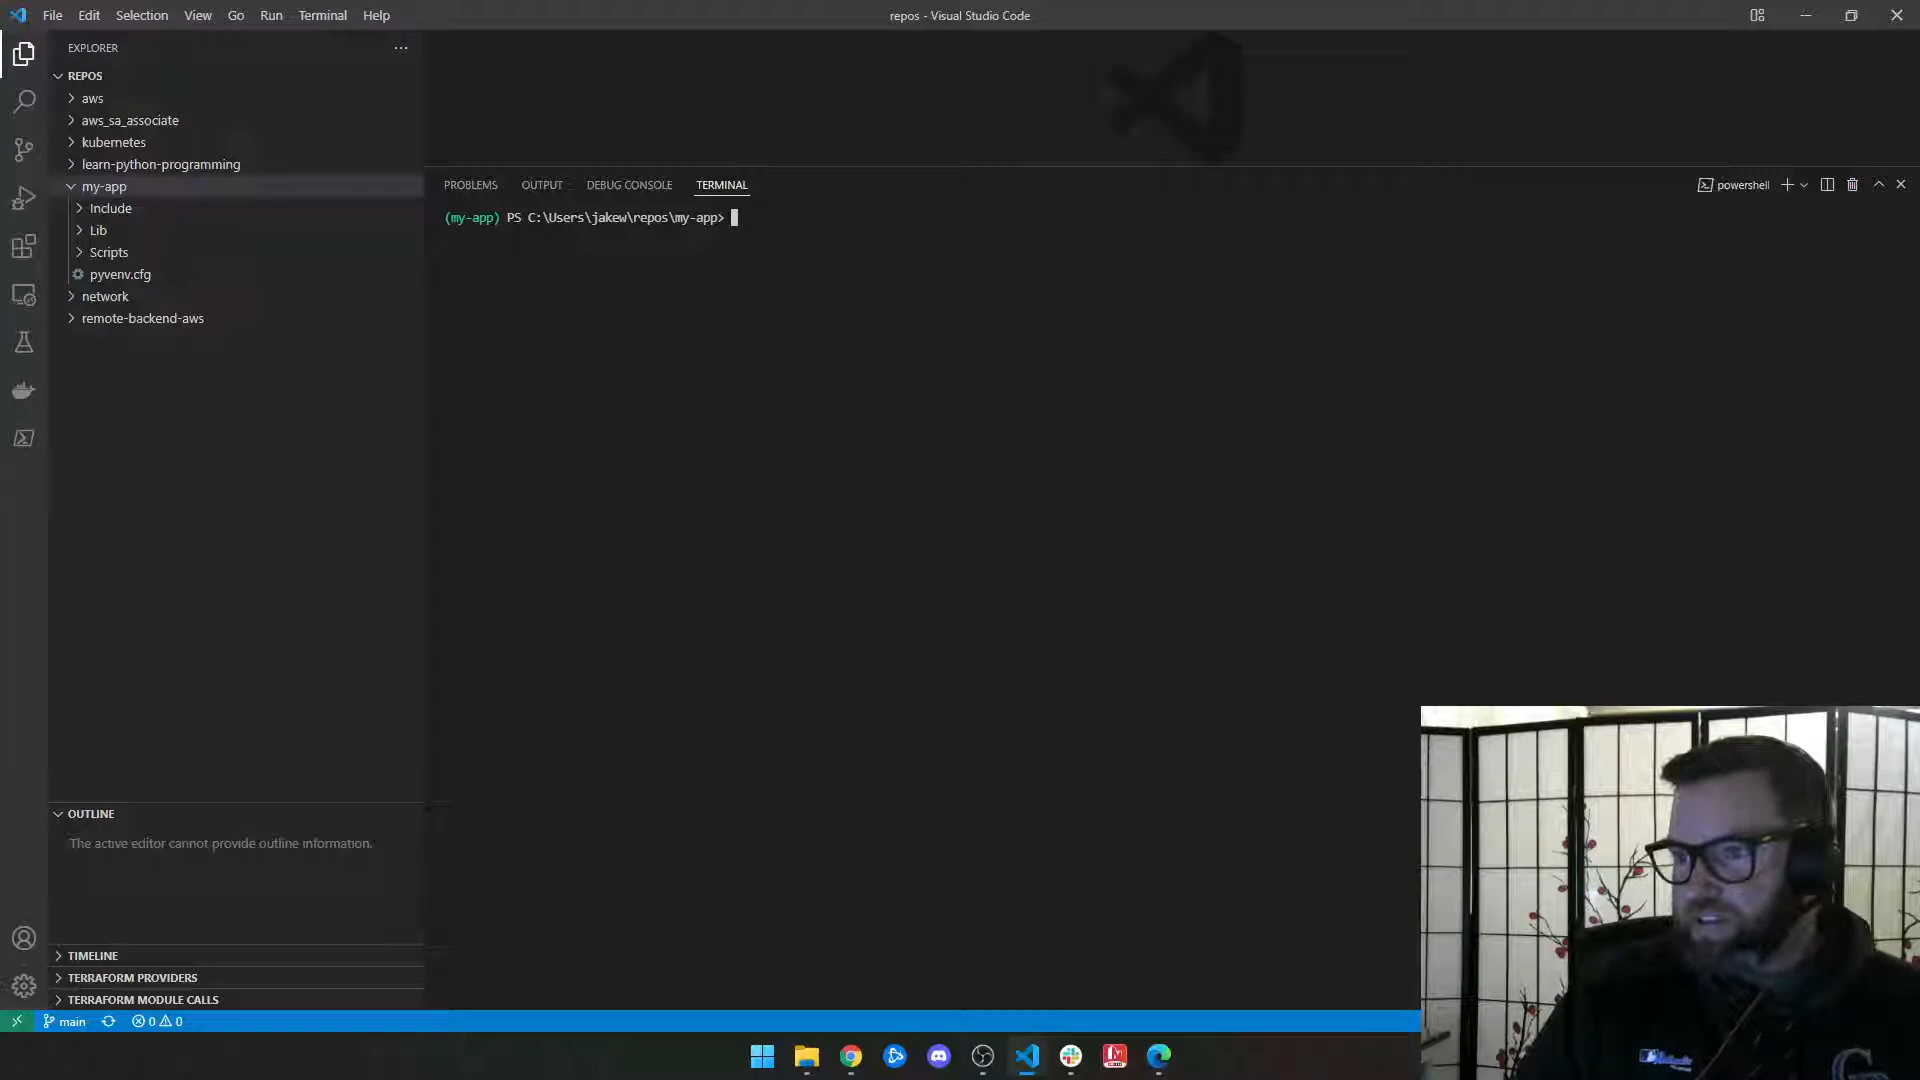 File Edit Selection View Go Run Terminal Help
repos - Visual Studio Code
EXPLORER
REPOS
aws
aws_sa_associate
kubernetes
learn-python-programming
my-app
Include
Lib
Scripts
pyvenv.cfg
network
remote-backend-aws
PROBLEMS OUTPUT DEBUG CONSOLE TERMINAL
powershell
(my-app) PS C:\Users\jakew\repos\my-app>
OUTLINE
The active editor cannot provide outline information.
TIMELINE
TERRAFORM PROVIDERS
TERRAFORM MODULE CALLS
main 0 0